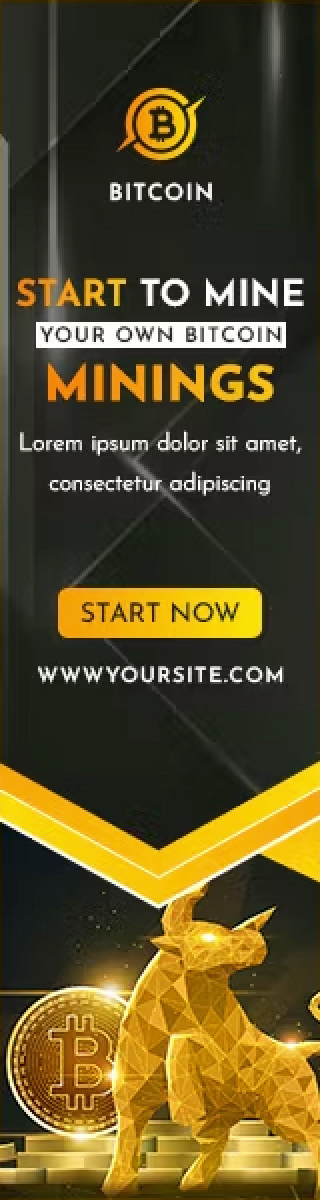 BITCOIN
START TO MINE
YOUR OWN BITCOIN
MININGS
Lorem ipsum dolor sit amet,
consectetur adipiscing
START NOW
WWWYOURSITE.COM